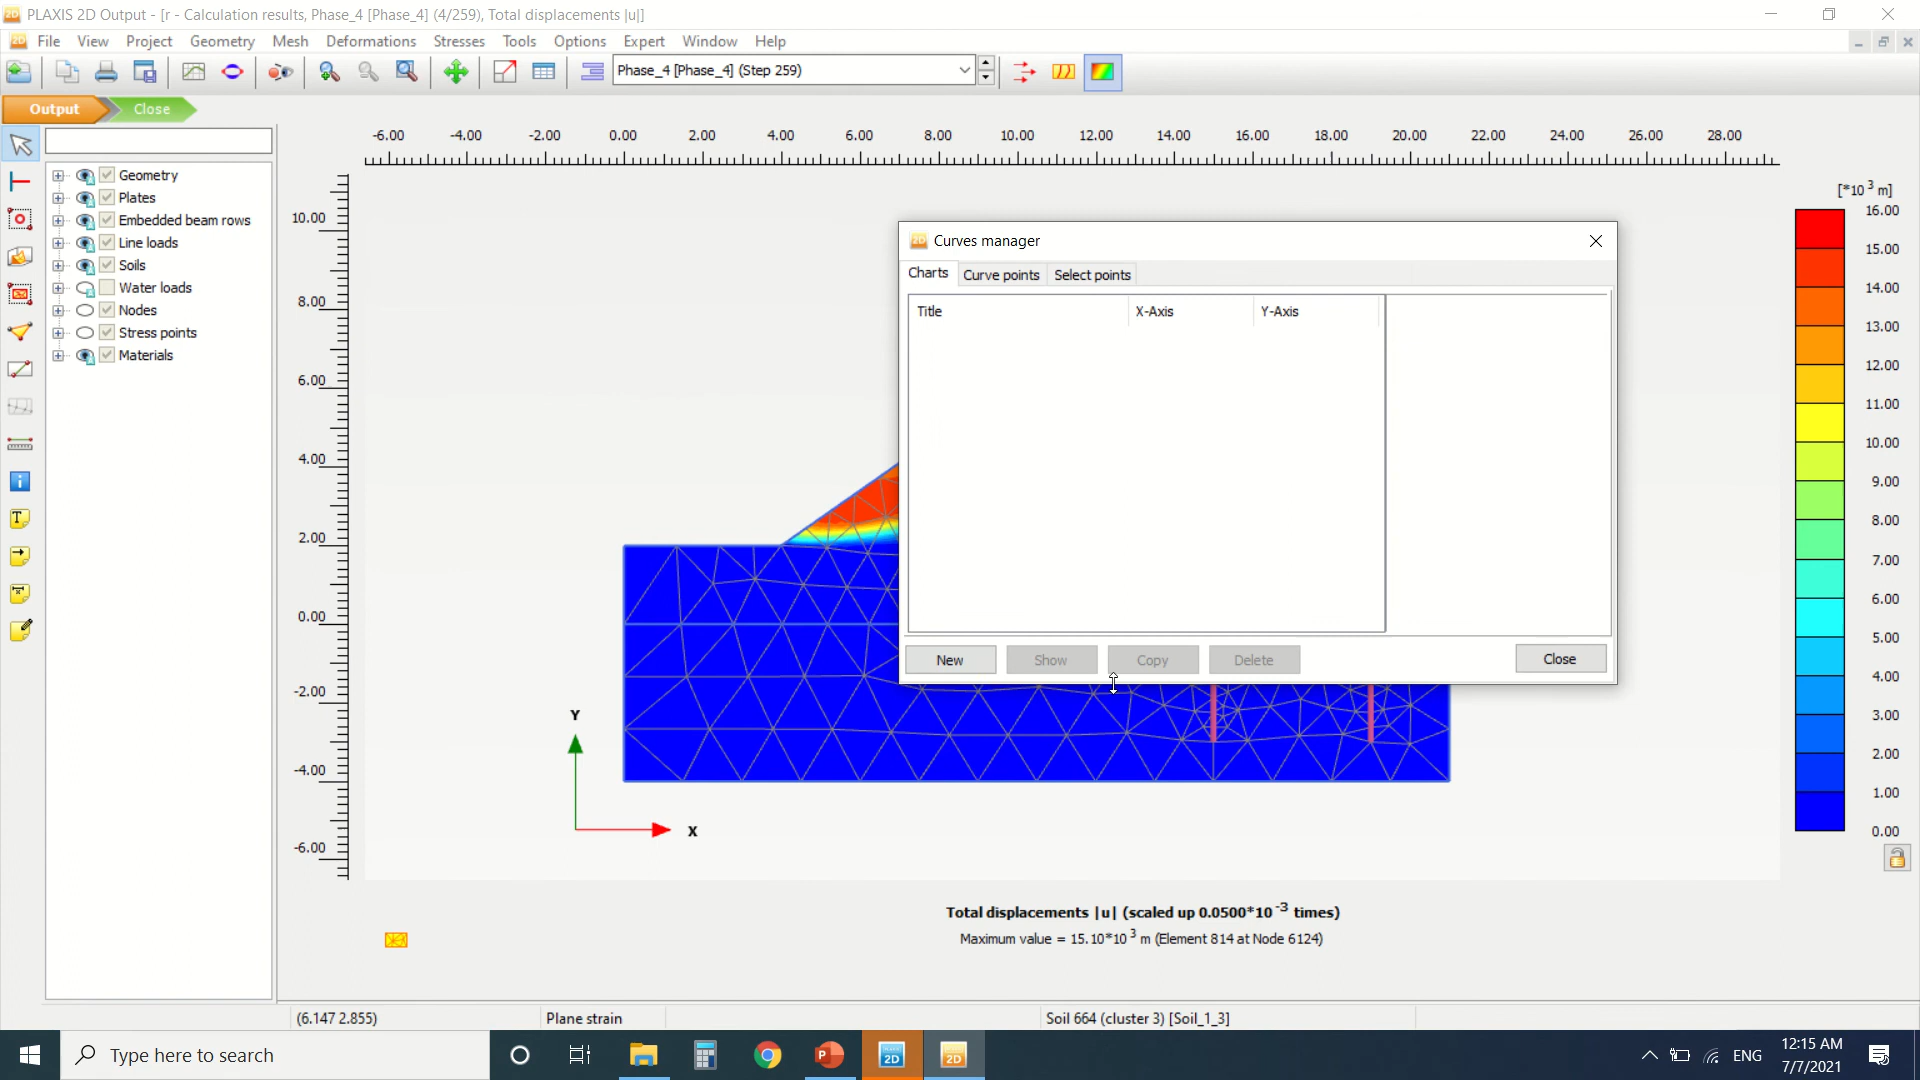 PLAXIS 2D Output - [r - Calculation results, Phase_4 [Phase_4] (4/259), Total displacements |u|]
File View Project Geometry Mesh Deformations Stresses Tools Options Expert Window Help
Phase_4 [Phase_4] (Step 259)
Output Close
-6.00 -4.00 -2.00 0.00 2.00 4.00 6.00 8.00 10.00 12.00 14.00 16.00 18.00 20.00 22.00 24.00 26.00 28.00
Geometry
Plates
Embedded beam rows
Line loads
Soils
Water loads
Nodes
Stress points
Materials
10.00
8.00
6.00
4.00
2.00
0.00
-2.00
-4.00
-6.00
Curves manager
Charts Curve points Select points
Title X-Axis Y-Axis
New Show Copy Delete Close
Y
X
[*10 3 m]
16.00
15.00
14.00
13.00
12.00
11.00
10.00
9.00
8.00
7.00
6.00
5.00
4.00
3.00
2.00
1.00
0.00
Total displacements |u| (scaled up 0.0500*10 -3 times)
Maximum value = 15.10*10 3 m (Element 814 at Node 6124)
(6.147 2.855) Plane strain Soil 664 (cluster 3) [Soil_1_3]
Type here to search
ENG
12:15 AM
7/7/2021